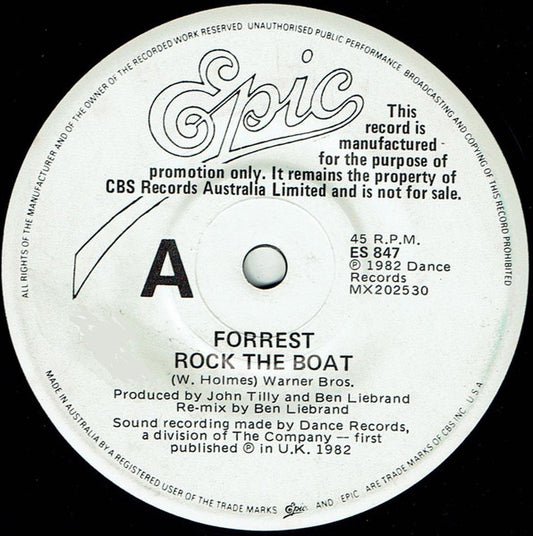 ALL RIGHTS OF THE MANUFACTURER AND OF THE OWNER OF THE RECORDED WORK RESERVED UNAUTHORISED PUBLIC PERFORMANCE BROADCASTING AND COPYING OF THIS RECORD PROHIBITED
Epic
This
record is
manufactured
for the purpose of
promotion only. It remains the property of
CBS Records Australia Limited and is not for sale.
A
45 R.P.M.
ES 847
℗ 1982 Dance
Records
MX202530
FORREST
ROCK THE BOAT
(W. Holmes) Warner Bros.
Produced by John Tilly and Ben Liebrand
Re-mix by Ben Liebrand
Sound recording made by Dance Records,
a division of The Company — first
published ℗ in U.K. 1982
MADE IN AUSTRALIA BY A REGISTERED USER OF THE TRADE MARKS Epic AND EPIC ARE TRADE MARKS OF CBS INC. U.S.A